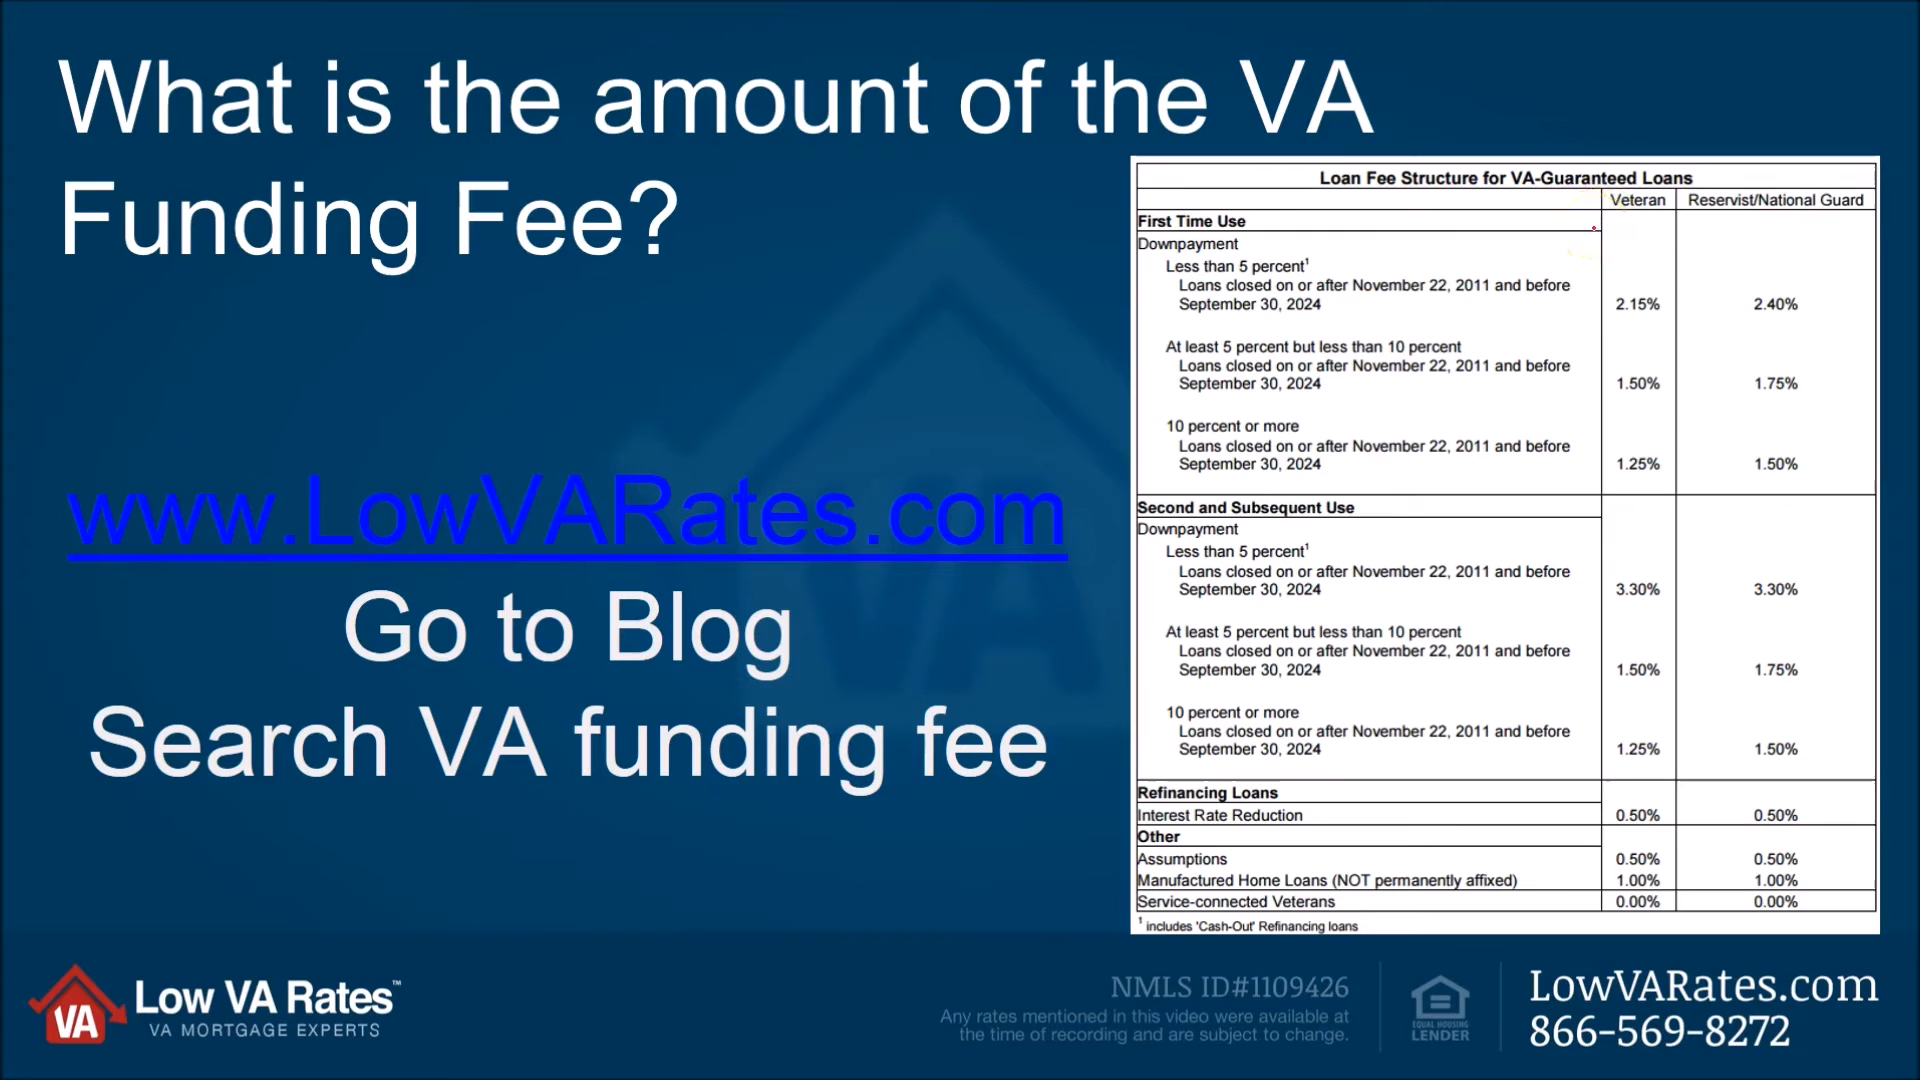 What is the amount of the VA
Funding Fee?
www.LowVARates.com
Go to Blog
Search VA funding fee
Loan Fee Structure for VA-Guaranteed Loans
Veteran Reservist/National Guard
First Time Use
Downpayment
Less than 5 percent¹
Loans closed on or after November 22, 2011 and before
September 30, 2024 2.15% 2.40%
At least 5 percent but less than 10 percent
Loans closed on or after November 22, 2011 and before
September 30, 2024 1.50% 1.75%
10 percent or more
Loans closed on or after November 22, 2011 and before
September 30, 2024 1.25% 1.50%
Second and Subsequent Use
Downpayment
Less than 5 percent¹
Loans closed on or after November 22, 2011 and before
September 30, 2024 3.30% 3.30%
At least 5 percent but less than 10 percent
Loans closed on or after November 22, 2011 and before
September 30, 2024 1.50% 1.75%
10 percent or more
Loans closed on or after November 22, 2011 and before
September 30, 2024 1.25% 1.50%
Refinancing Loans
Interest Rate Reduction 0.50% 0.50%
Other
Assumptions 0.50% 0.50%
Manufactured Home Loans (NOT permanently affixed) 1.00% 1.00%
Service-connected Veterans 0.00% 0.00%
¹ includes 'Cash-Out' Refinancing loans
VA
VA
Low VA Rates™
VA MORTGAGE EXPERTS
NMLS ID#1109426
Any rates mentioned in this video were available at
the time of recording and are subject to change.
EQUAL HOUSING
LENDER
LowVARates.com
866-569-8272